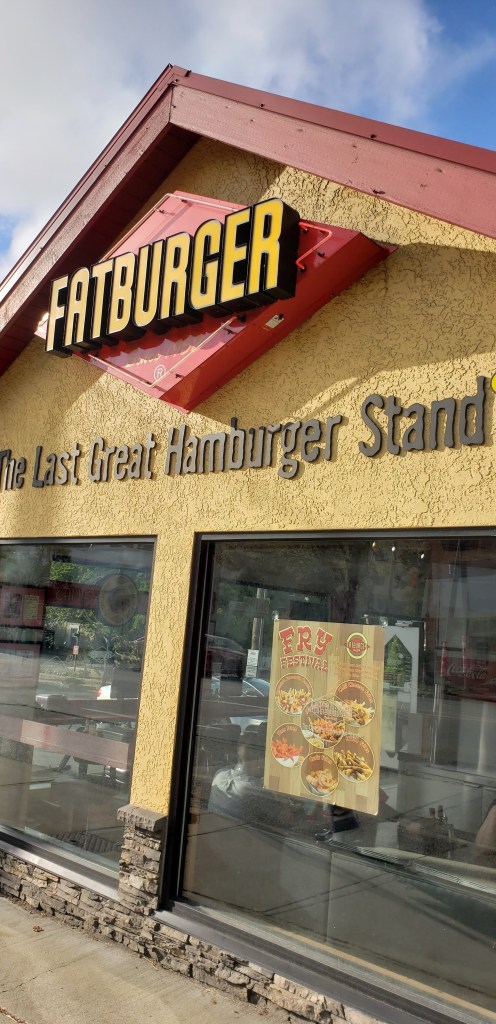 FATBURGER
®
The Last Great Hamburger Stand
FRY
FESTIVAL